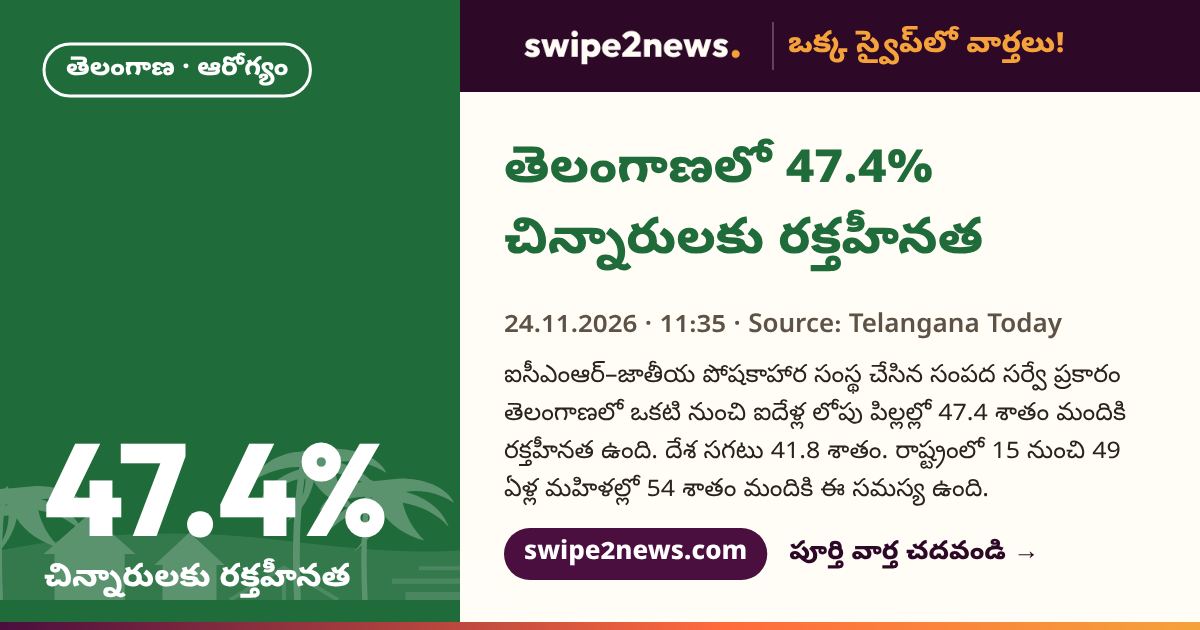 తెలంగాణ · ఆరోగ్యం
47.4%
చిన్నారులకు రక్తహీనత
swipe2news.
ఒక్క స్వైప్‌లో వార్తలు!
తెలంగాణలో 47.4%
చిన్నారులకు రక్తహీనత
24.11.2026 · 11:35 · Source: Telangana Today
ఐసీఎంఆర్–జాతీయ పోషకాహార సంస్థ చేసిన సంపద సర్వే ప్రకారం
తెలంగాణలో ఒకటి నుంచి ఐదేళ్ల లోపు పిల్లల్లో 47.4 శాతం మందికి
రక్తహీనత ఉంది. దేశ సగటు 41.8 శాతం. రాష్ట్రంలో 15 నుంచి 49
ఏళ్ల మహిళల్లో 54 శాతం మందికి ఈ సమస్య ఉంది.
swipe2news.com
పూర్తి వార్త చదవండి →